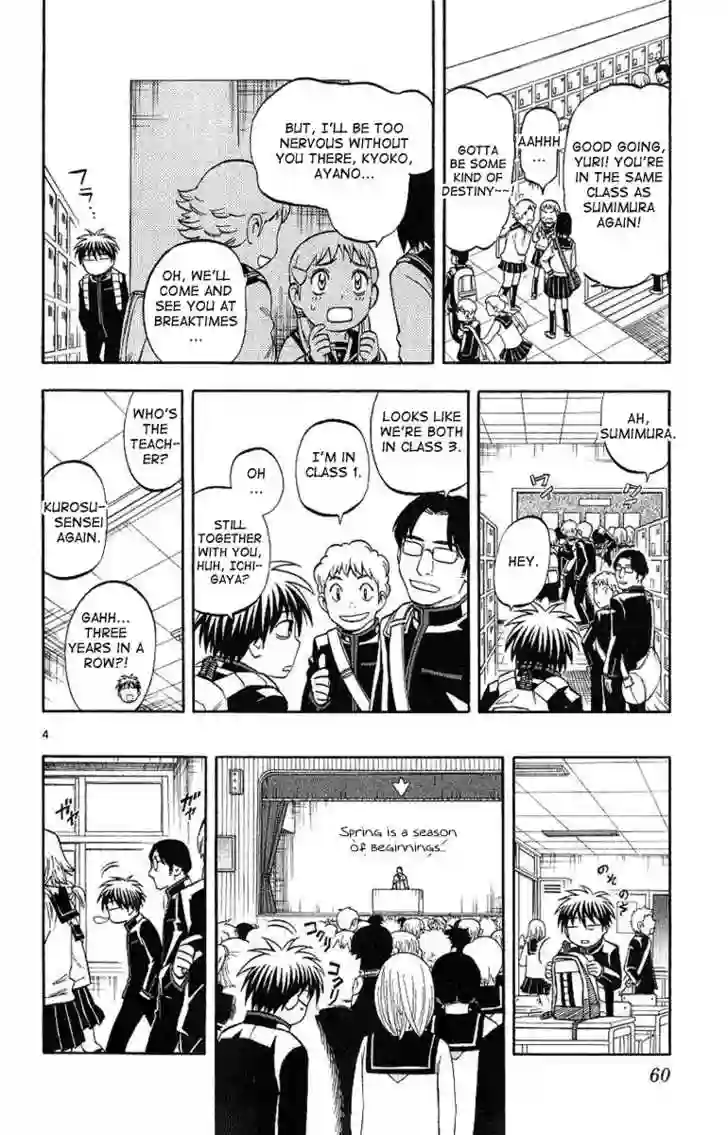 GOOD GOING,
YURI! YOU'RE
IN THE SAME
CLASS AS
SUMIMURA
AGAIN!
AAHHH
...
GOTTA
BE SOME
KIND OF
DESTINY~~!
BUT, I'LL BE TOO
NERVOUS WITHOUT
YOU THERE, KYOKO,
AYANO...
OH, WE'LL
COME AND
SEE YOU AT
BREAKTIMES
...
AH,
SUMIMURA.
HEY.
LOOKS LIKE
WE'RE BOTH
IN CLASS 3.
I'M IN
CLASS 1.
OH
...
STILL
TOGETHER
WITH YOU,
HUH, ICHI-
GAYA?
WHO'S
THE
TEACH-
ER?
KUROSU-
SENSEI
AGAIN.
GAHH...
THREE
YEARS IN A
ROW?!
4
のそ のそ
Spring is a season
of beginnings...
60